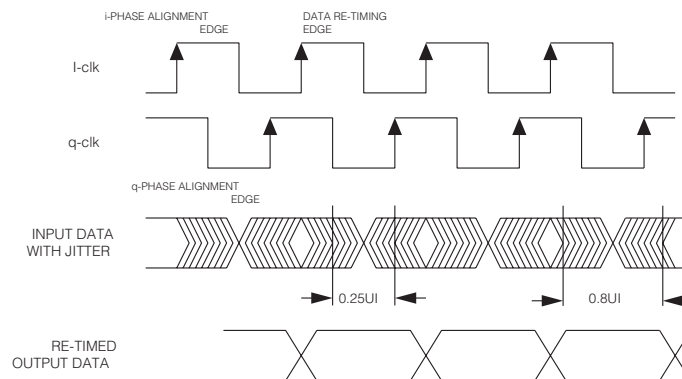 i-PHASE ALIGNMENT
EDGE
DATA RE-TIMING
EDGE
I-clk
q-clk
q-PHASE ALIGNMENT
EDGE
INPUT DATA
WITH JITTER
0.25UI
0.8UI
RE-TIMED
OUTPUT DATA